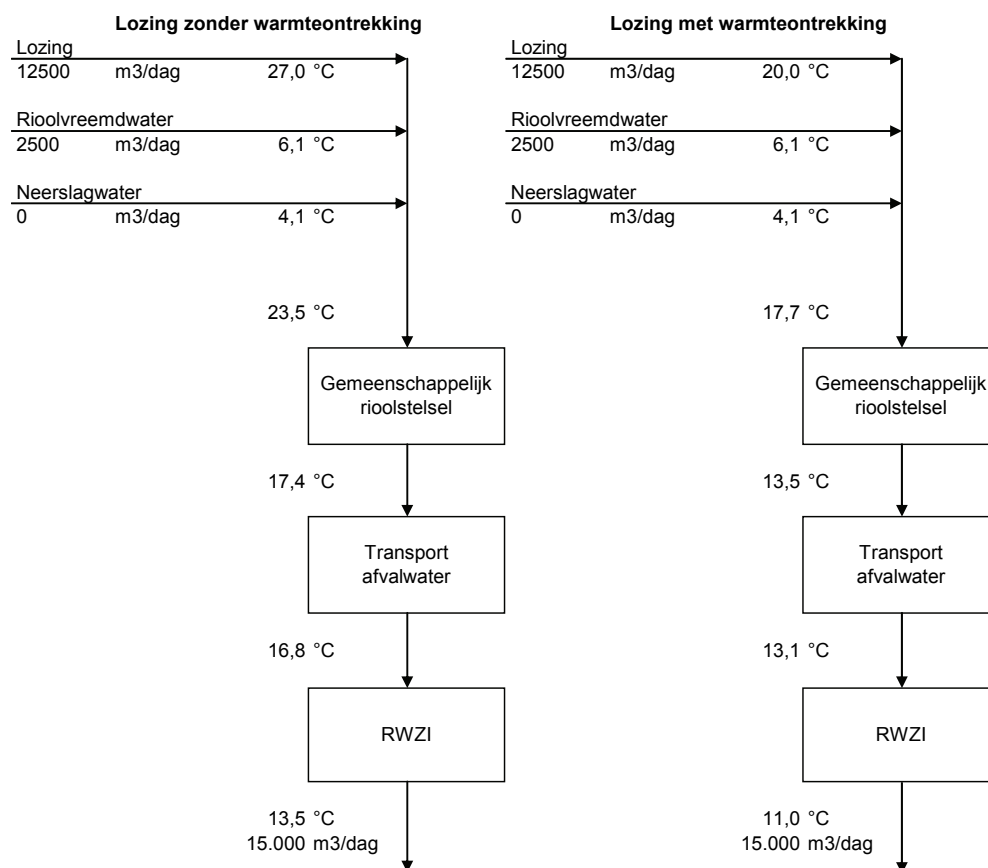 Lozing zonder warmteontrekking
Lozing
12500 m3/dag 27,0 °C
Rioolvreemdwater
2500 m3/dag 6,1 °C
Neerslagwater
0 m3/dag 4,1 °C
23,5 °C
Gemeenschappelijk
rioolstelsel
17,4 °C
Transport
afvalwater
16,8 °C
RWZI
13,5 °C
15.000 m3/dag
Lozing met warmteontrekking
Lozing
12500 m3/dag 20,0 °C
Rioolvreemdwater
2500 m3/dag 6,1 °C
Neerslagwater
0 m3/dag 4,1 °C
17,7 °C
Gemeenschappelijk
rioolstelsel
13,5 °C
Transport
afvalwater
13,1 °C
RWZI
11,0 °C
15.000 m3/dag